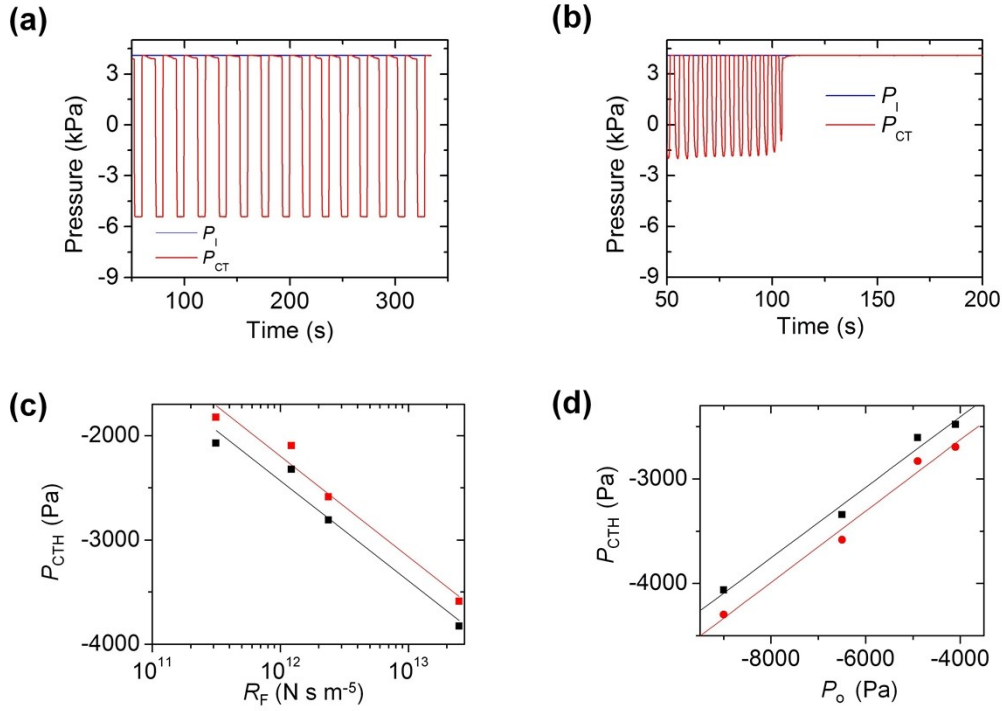 (a)
3
0
-3
-6
-9
Pressure (kPa)
P_I
P_CT
100 200 300
Time (s)
(b)
3
0
-3
-6
-9
Pressure (kPa)
P_I
P_CT
50 100 150 200
Time (s)
(c)
-2000
-3000
-4000
P_CTH (Pa)
10^11 10^12 10^13
R_F (N s m^-5)
(d)
-3000
-4000
P_CTH (Pa)
-8000 -6000 -4000
P_o (Pa)